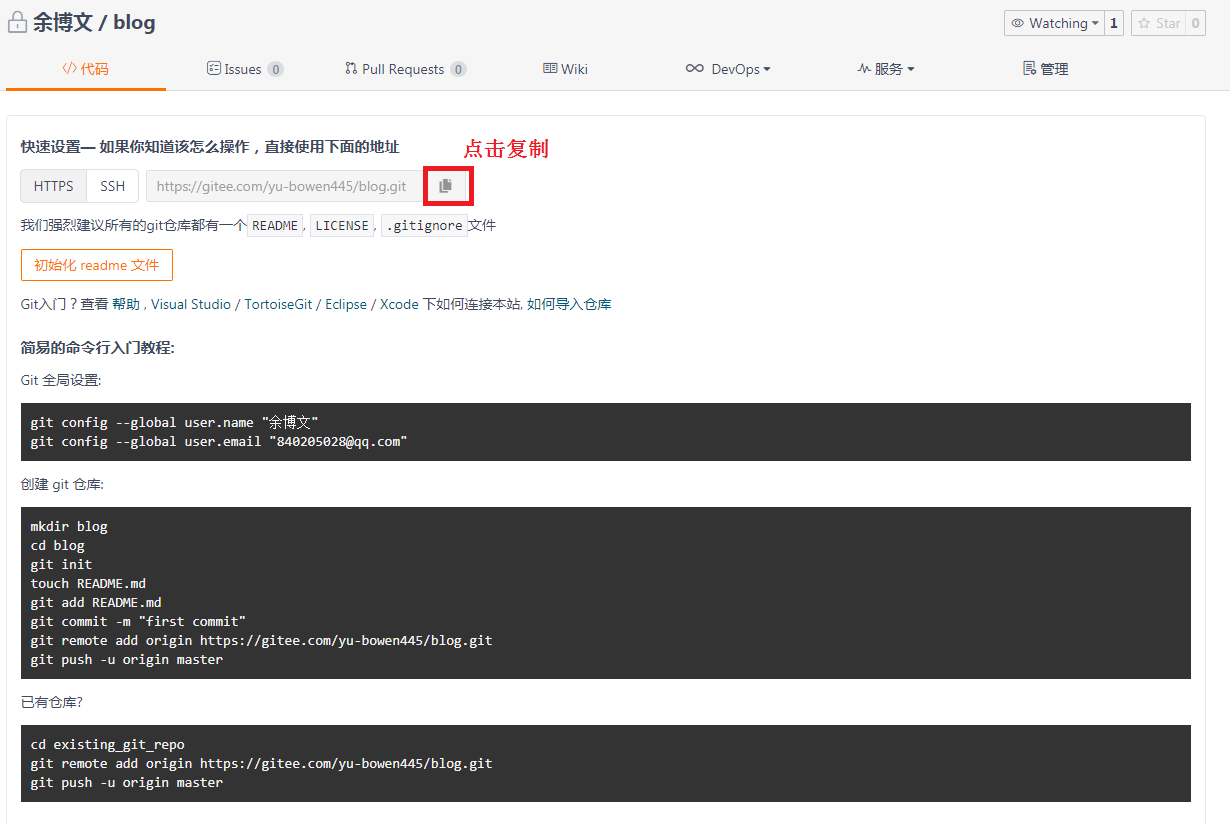 余博文 / blog
Watching 1 Star 0
</> 代码 Issues 0 Pull Requests 0 Wiki DevOps 服务 管理
快速设置— 如果你知道该怎么操作，直接使用下面的地址
点击复制
HTTPS SSH https://gitee.com/yu-bowen445/blog.git
我们强烈建议所有的git仓库都有一个 README, LICENSE, .gitignore 文件
初始化 readme 文件
Git入门？查看 帮助 , Visual Studio / TortoiseGit / Eclipse / Xcode 下如何连接本站, 如何导入仓库
简易的命令行入门教程:
Git 全局设置:
git config --global user.name "余博文"
git config --global user.email "840205028@qq.com"
创建 git 仓库:
mkdir blog
cd blog
git init
touch README.md
git add README.md
git commit -m "first commit"
git remote add origin https://gitee.com/yu-bowen445/blog.git
git push -u origin master
已有仓库?
cd existing_git_repo
git remote add origin https://gitee.com/yu-bowen445/blog.git
git push -u origin master